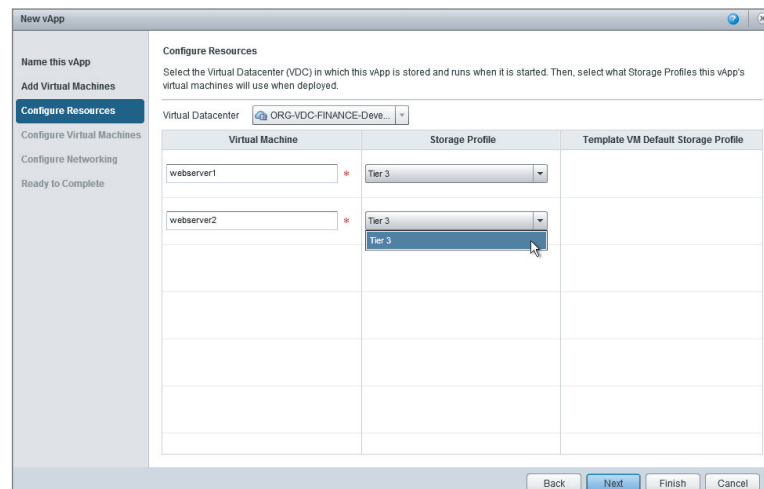 New vApp
Name this vApp
Add Virtual Machines
Configure Resources
Configure Virtual Machines
Configure Networking
Ready to Complete
Configure Resources
Select the Virtual Datacenter (VDC) in which this vApp is stored and runs when it is started. Then, select what Storage Profiles this vApp's
virtual machines will use when deployed.
Virtual Datacenter ORG-VDC-FINANCE-Deve...
Virtual Machine Storage Profile Template VM Default Storage Profile
webserver1 * Tier 3
webserver2 * Tier 3
Tier 3
Back Next Finish Cancel